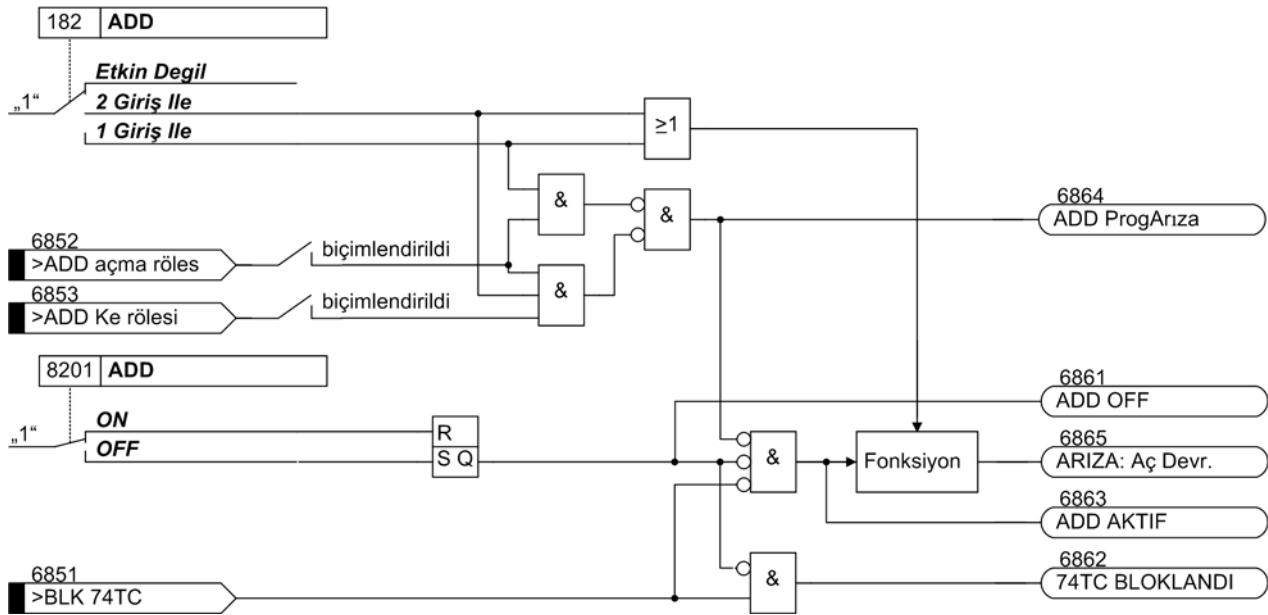 182 ADD
Etkin Degil
„1“
2 Giriş Ile
1 Giriş Ile
≥1
&
&
6864
ADD ProgArıza
6852
>ADD açma röles
biçimlendirildi
&
6853
>ADD Ke rölesi
biçimlendirildi
8201 ADD
6861
ADD OFF
„1“
ON
OFF
R
S Q
&
Fonksiyon
6865
ARIZA: Aç Devr.
6863
ADD AKTIF
6851
>BLK 74TC
&
6862
74TC BLOKLANDI